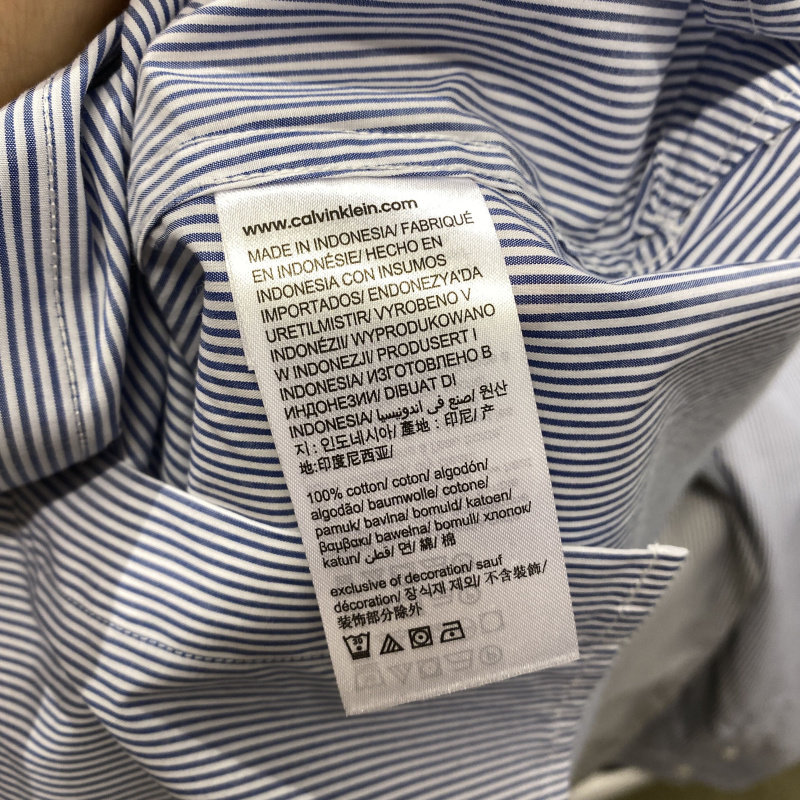 www.calvinklein.com
MADE IN INDONESIA/ FABRIQUÉ
EN INDONÉSIE/ HECHO EN
INDONESIA CON INSUMOS
IMPORTADOS/ ENDONEZYA'DA
URETILMISTIR/ VYROBENO V
INDONÉZII/ WYPRODUKOWANO
W INDONEZJI/ PRODUSERT I
INDONESIA/ ИЗГОТВЛЕНО В
ИНДОНЕЗИИ/ DIBUAT DI
INDONESIA/ صنع في اندونيسيا/ 원산
지 : 인도네시아/ 產地 : 印尼/ 产
地:印度尼西亚/
100% cotton/ coton/ algodón/
algodão/ baumwolle/ cotone/
pamuk/ bavlna/ bomuld/ katoen/
βαμβακι/ bawełna/ bomull/ хлопок/
katun/ قطن/ 면/ 綿/ 棉
exclusive of decoration/ sauf
décoration/ 장식재 제외/ 不含裝飾/
装饰部分除外
30